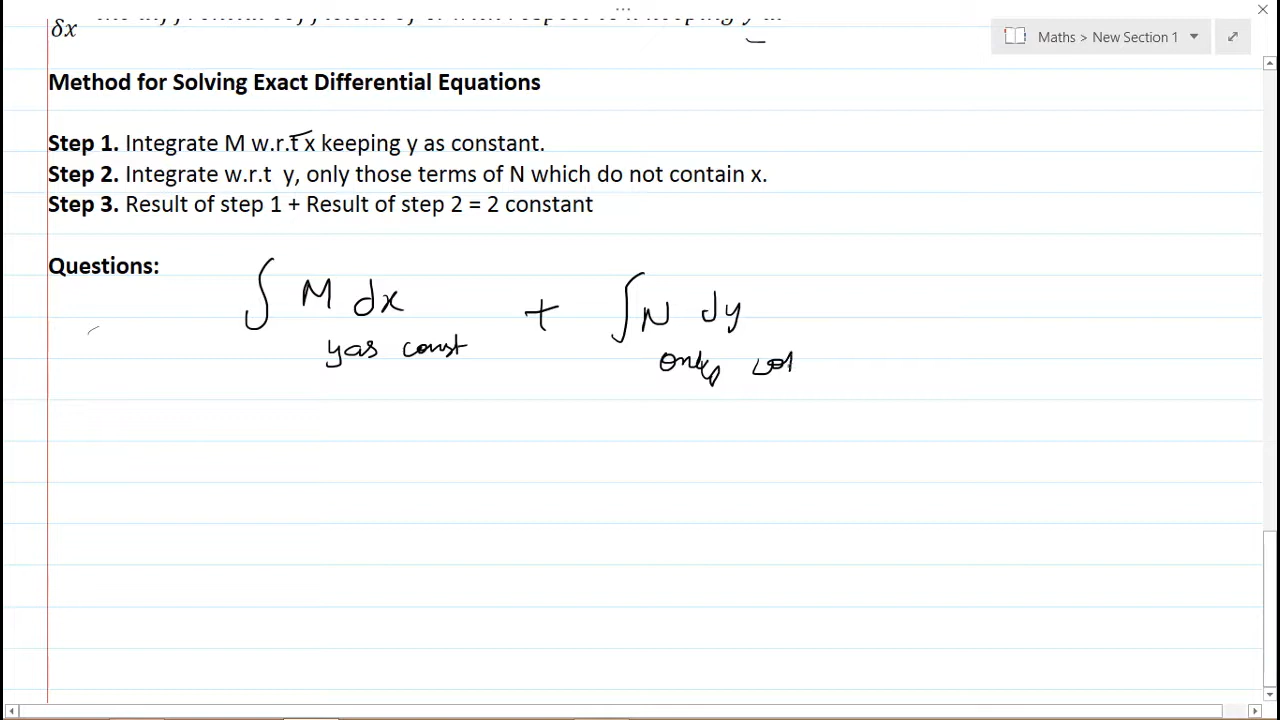 δx
Maths > New Section 1
Method for Solving Exact Differential Equations
Step 1. Integrate M w.r.t x keeping y as constant.
Step 2. Integrate w.r.t y, only those terms of N which do not contain x.
Step 3. Result of step 1 + Result of step 2 = 2 constant
Questions:
∫ M dx + ∫ N dy
y as const only